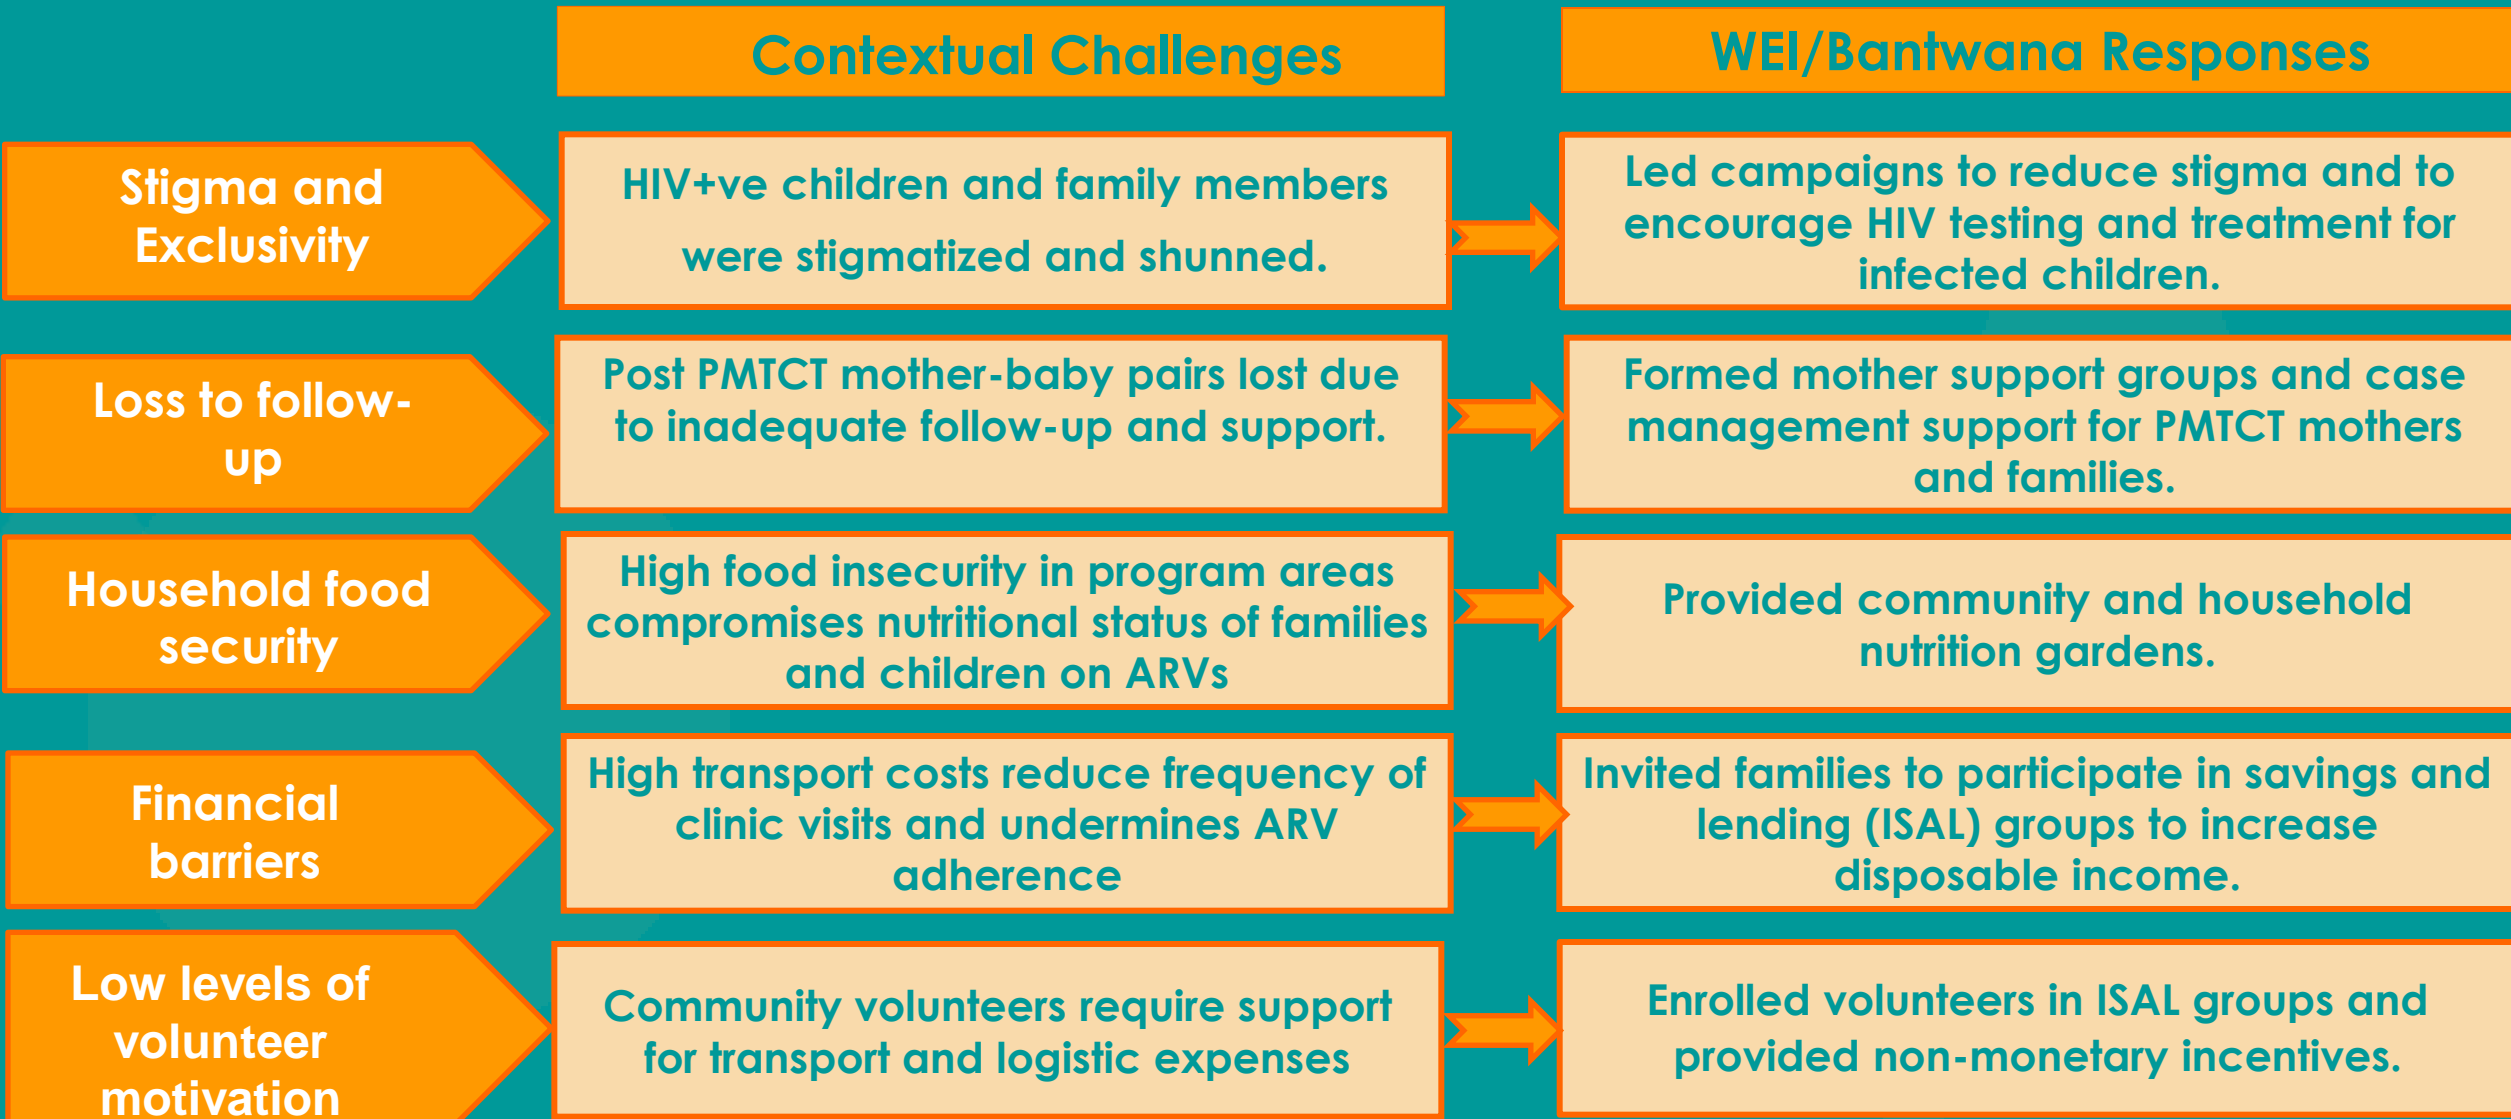 Contextual Challenges
WEI/Bantwana Responses
Stigma and
Exclusivity
HIV+ve children and family members
were stigmatized and shunned.
Led campaigns to reduce stigma and to
encourage HIV testing and treatment for
infected children.
Loss to follow-
up
Post PMTCT mother-baby pairs lost due
to inadequate follow-up and support.
Formed mother support groups and case
management support for PMTCT mothers
and families.
Household food
security
High food insecurity in program areas
compromises nutritional status of families
and children on ARVs
Provided community and household
nutrition gardens.
Financial
barriers
High transport costs reduce frequency of
clinic visits and undermines ARV
adherence
Invited families to participate in savings and
lending (ISAL) groups to increase
disposable income.
Low levels of
volunteer
motivation
Community volunteers require support
for transport and logistic expenses
Enrolled volunteers in ISAL groups and
provided non-monetary incentives.